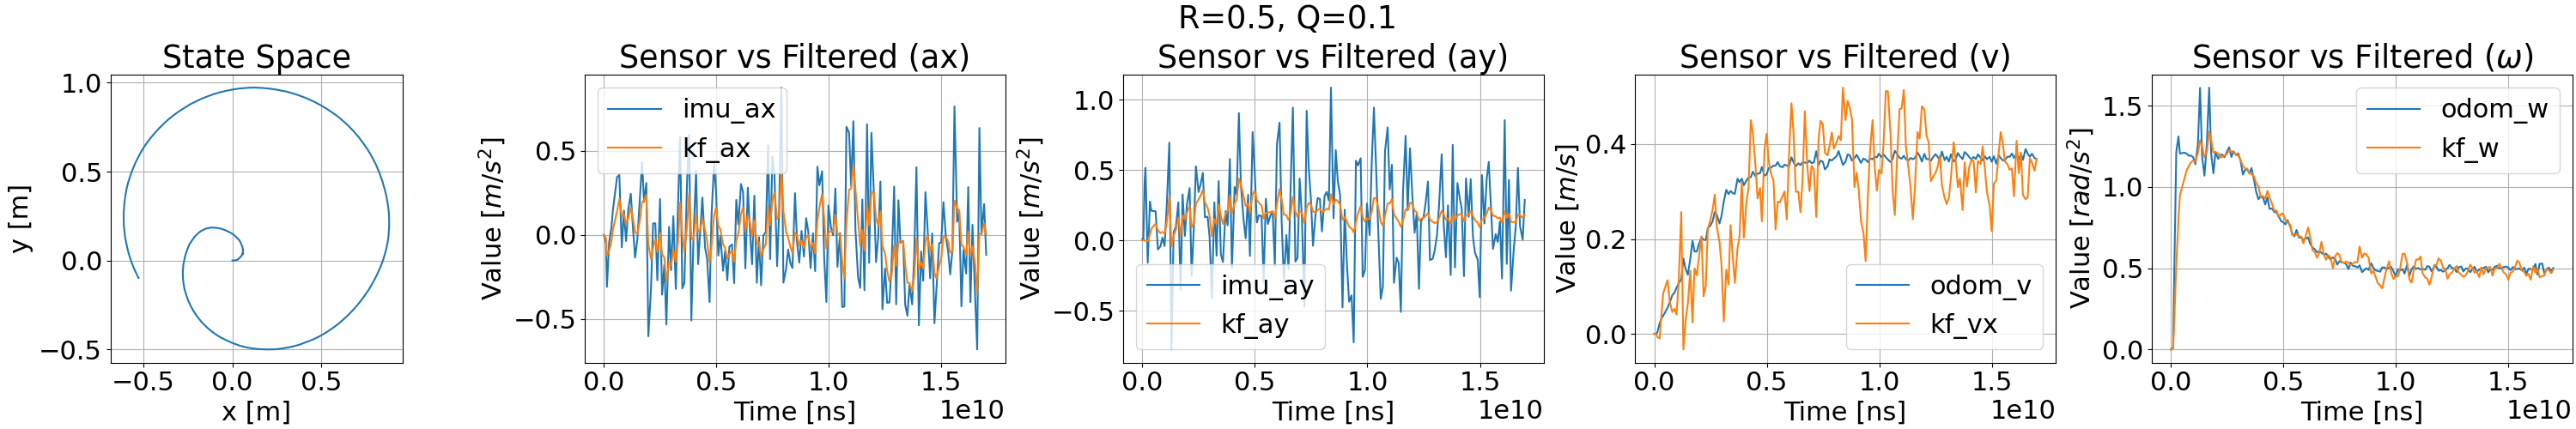 R=0.5, Q=0.1
State Space
1.0
0.5
0.0
−0.5
y [m]
−0.5
0.0
0.5
x [m]
Sensor vs Filtered (ax)
imu_ax
kf_ax
0.5
0.0
−0.5
Value [m/s²]
0.0
0.5
1.0
1.5
1e10
Time [ns]
Sensor vs Filtered (ay)
1.0
0.5
0.0
−0.5
Value [m/s²]
imu_ay
kf_ay
0.0
0.5
1.0
1.5
1e10
Time [ns]
Sensor vs Filtered (v)
0.4
0.2
0.0
Value [m/s]
odom_v
kf_vx
0.0
0.5
1.0
1.5
1e10
Time [ns]
Sensor vs Filtered (ω)
odom_w
kf_w
1.5
1.0
0.5
0.0
Value [rad/s²]
0.0
0.5
1.0
1.5
1e10
Time [ns]